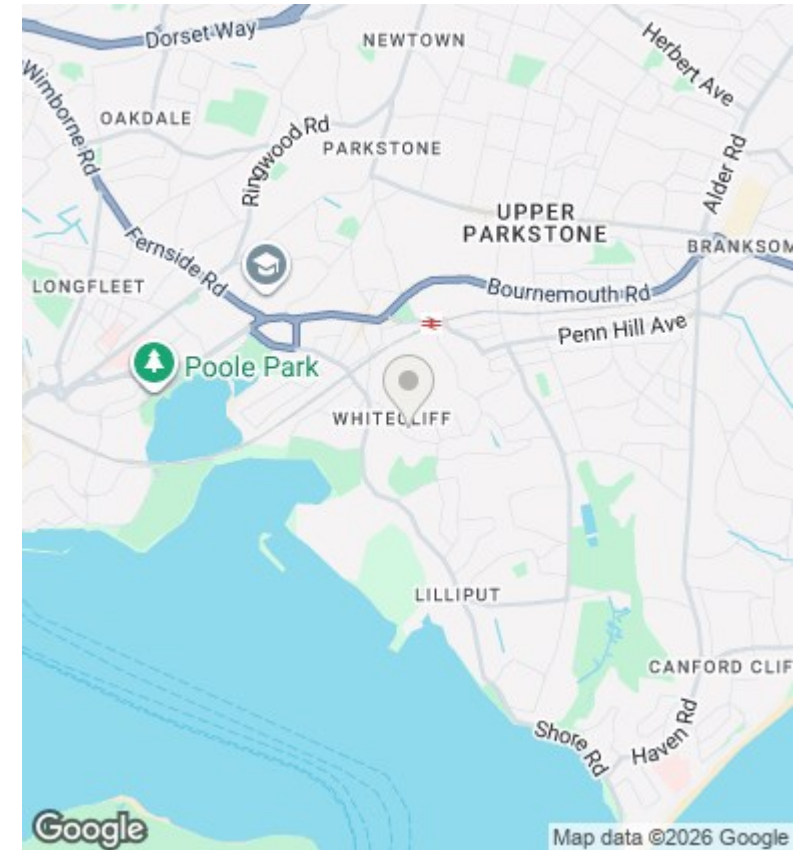 Dorset Way
NEWTOWN
Herbert Ave
Wimborne Rd
OAKDALE
Ringwood Rd
PARKSTONE
Alder Rd
UPPER
PARKSTONE
BRANKSOM
Fernside Rd
LONGFLEET
Bournemouth Rd
Penn Hill Ave
Poole Park
WHITECLIFF
LILLIPUT
CANFORD CLIF
Shore Rd
Haven Rd
Google
Map data ©2026 Google